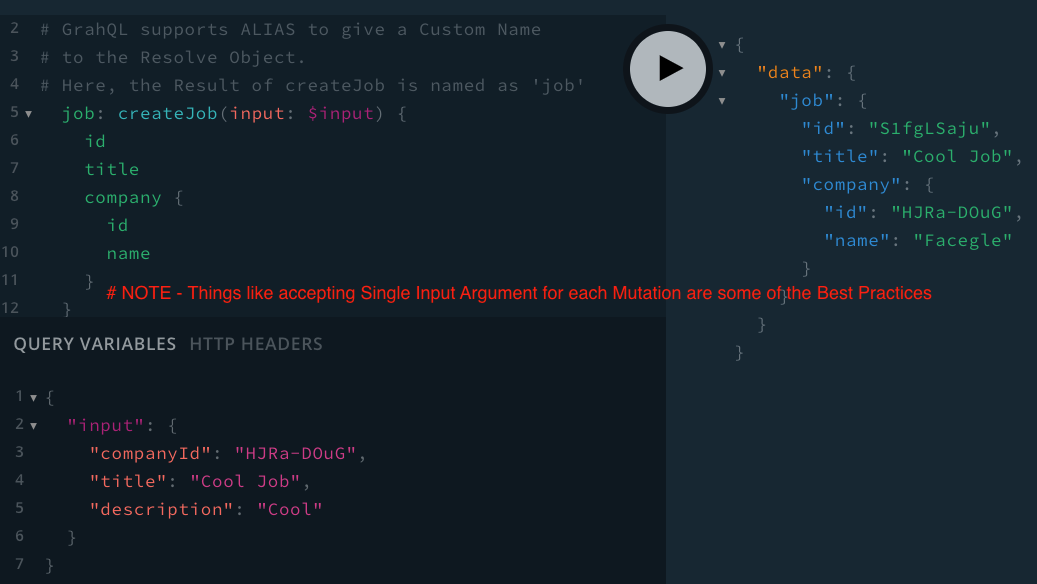 2 # GrahQL supports ALIAS to give a Custom Name
3 # to the Resolve Object.
4 # Here, the Result of createJob is named as 'job'
5 job: createJob(input: $input) {
6 id
7 title
8 company {
9 id
10 name
11 }
# NOTE - Things like accepting Single Input Argument for each Mutation are some of the Best Practices
12 }
QUERY VARIABLES HTTP HEADERS
1 {
2 "input": {
3 "companyId": "HJRa-DOuG",
4 "title": "Cool Job",
5 "description": "Cool"
6 }
7 }
{
"data": {
"job": {
"id": "S1fgLSaju",
"title": "Cool Job",
"company": {
"id": "HJRa-DOuG",
"name": "Facegle"
}
}
}
}